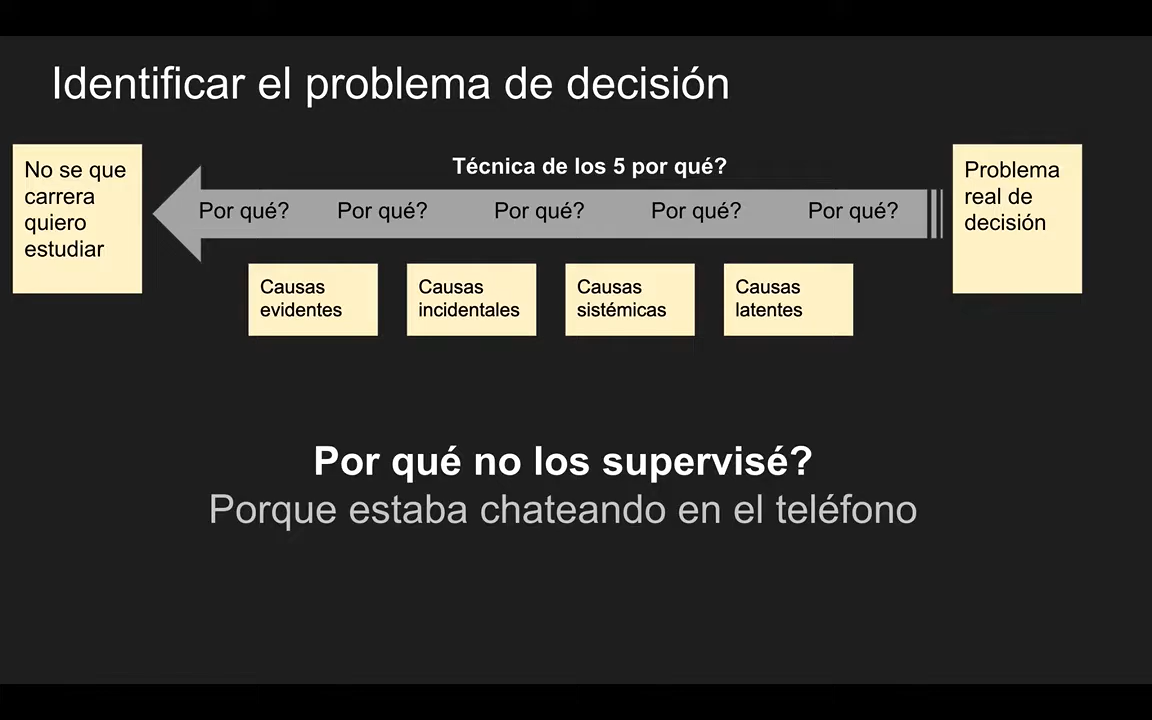 Identificar el problema de decisión
No se que
carrera
quiero
estudiar
Técnica de los 5 por qué?
Por qué? Por qué? Por qué? Por qué? Por qué?
Problema
real de
decisión
Causas
evidentes
Causas
incidentales
Causas
sistémicas
Causas
latentes
Por qué no los supervisé?
Porque estaba chateando en el teléfono